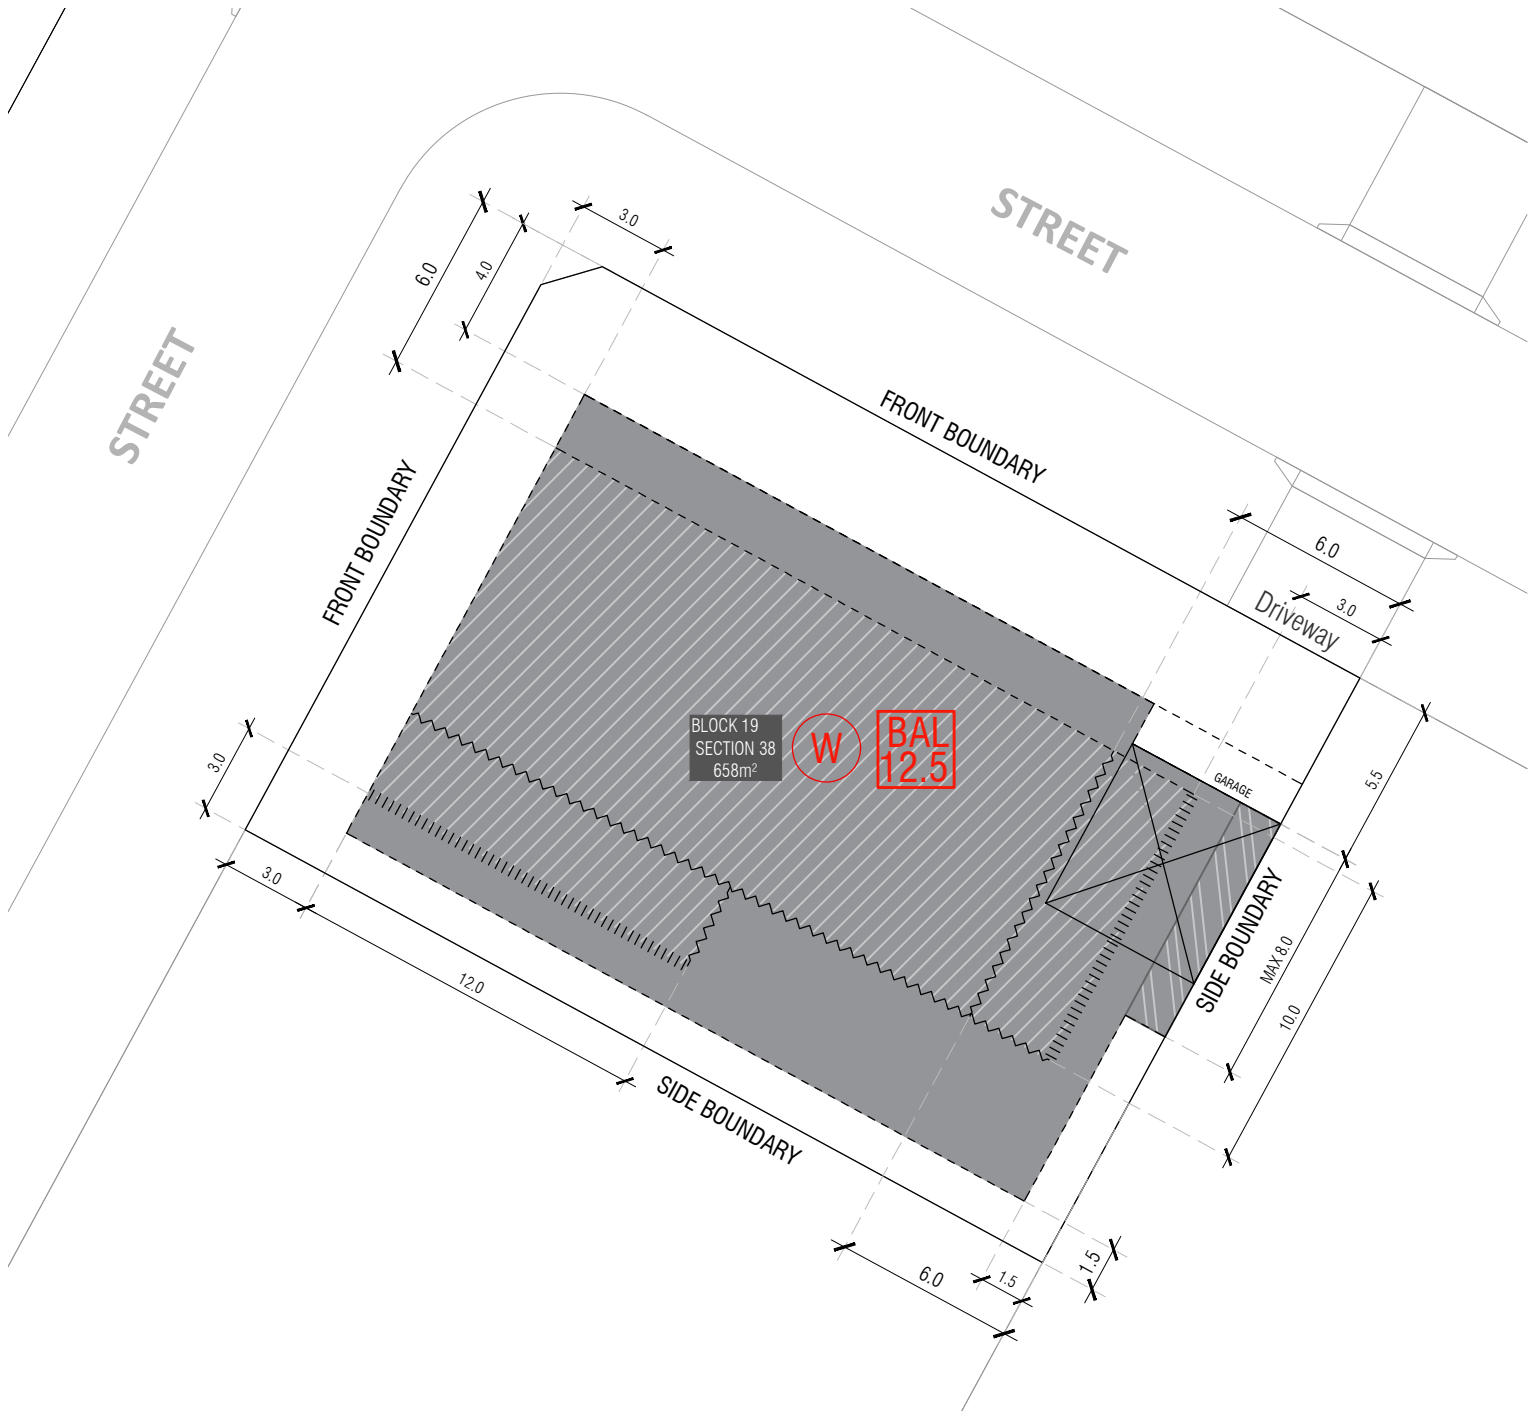 STREET
3.0
6.0
4.0
STREET
FRONT BOUNDARY
FRONT BOUNDARY
6.0
3.0
Driveway
BLOCK 19
SECTION 38
658m²
W
BAL
12.5
GARAGE
5.5
3.0
3.0
12.0
SIDE BOUNDARY
MAX 8.0
10.0
SIDE BOUNDARY
6.0
1.5
1.5